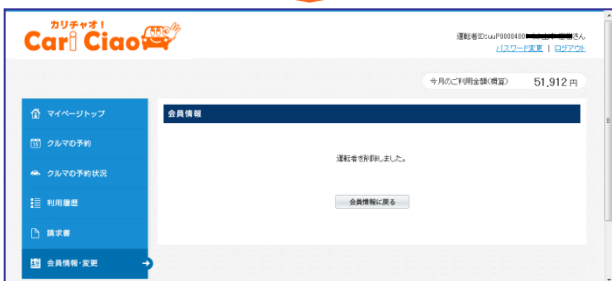 カリチャオ!
Cari Ciao
運転者ID:cuuP0000400 さん
パスワード変更 | ログアウト
今月のご利用金額(概算) 51,912 円
マイページトップ
クルマの予約
クルマの予約状況
利用履歴
請求書
会員情報・変更
会員情報
運転者を削除しました。
会員情報に戻る